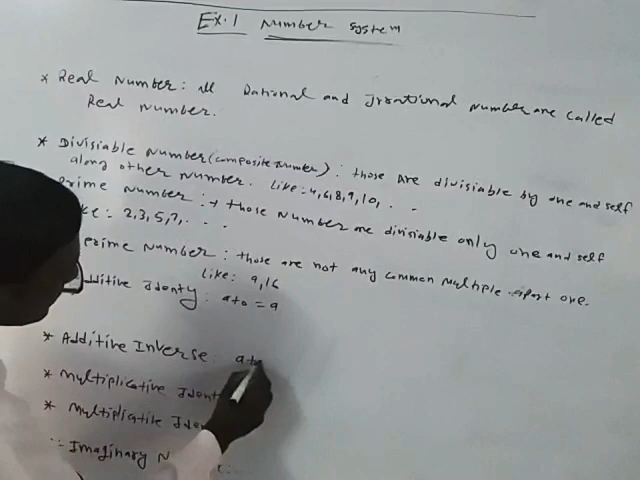 Ex.1 Number system
* Real Number: all Rational and Irrational Number are called
Real Number.
* Divisiable Number (composite Number): those are divisiable by one and self
along other number. Like: 4,6,8,9,10, . .
Prime Number: → those Number are divisiable only one and self
: 2,3,5,7, . . .
prime Number: those are not any common multiple apart one.
Like: 9,16
Identy: a+0 = a
* Additive Inverse: a+
* Multiplicative
* Multiplicative
Imaginary